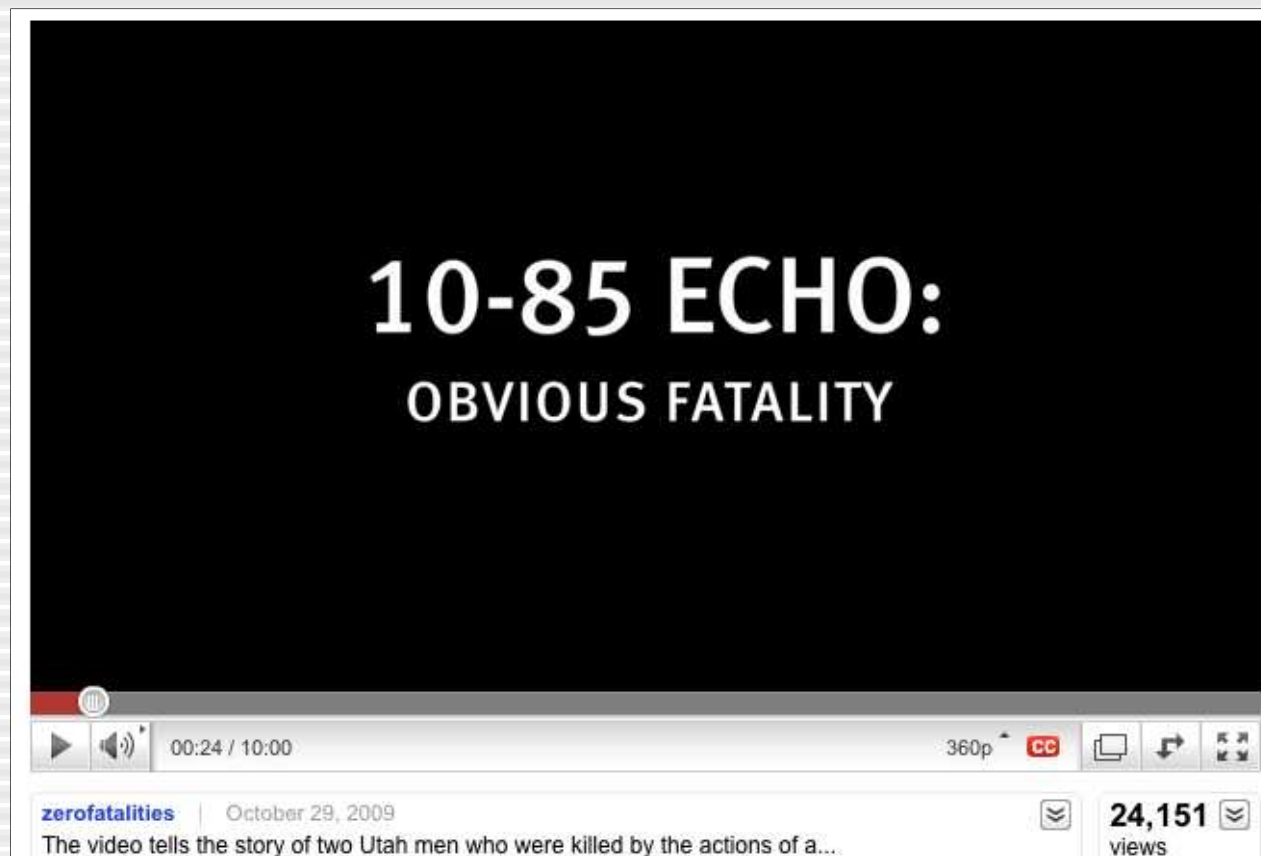 10-85 ECHO:
OBVIOUS FATALITY
00:24 / 10:00 360p CC
zerofatalities | October 29, 2009
24,151
The video tells the story of two Utah men who were killed by the actions of a...
views